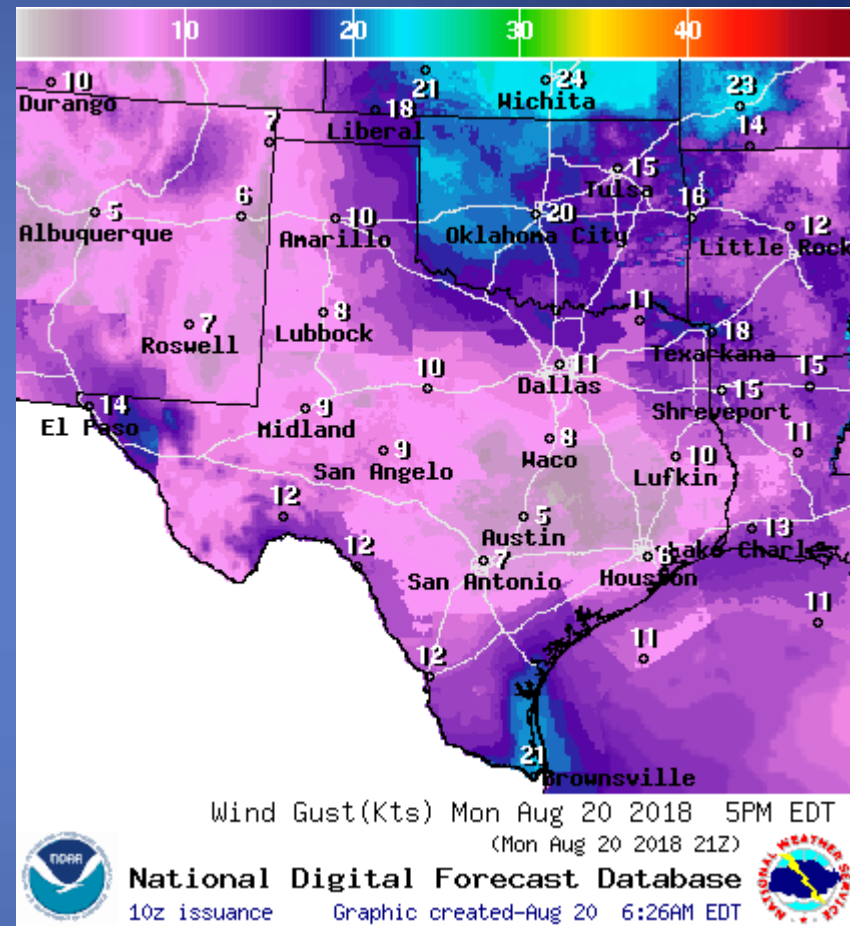 10 20 30 40
10 21 24 23
Durango Wichita
18
Liberal
7 14
15
Tulsa
5 6 10 20 16 12
Albuquerque Amarillo Oklahoma City Little Rock
7 8 11 18
Roswell Lubbock Texarkana
10 11 15 15
Dallas Shreveport
14 9
El Paso Midland
9 8 10 11
San Angelo Waco Lufkin
12 5 13
Austin Lake Charles
12 7 6
San Antonio Houston
11 11
12
21
Brownsville
Wind Gust(Kts) Mon Aug 20 2018 5PM EDT
(Mon Aug 20 2018 21Z)
NOAA
National Digital Forecast Database
10z issuance Graphic created-Aug 20 6:26AM EDT
NATIONAL WEATHER SERVICE